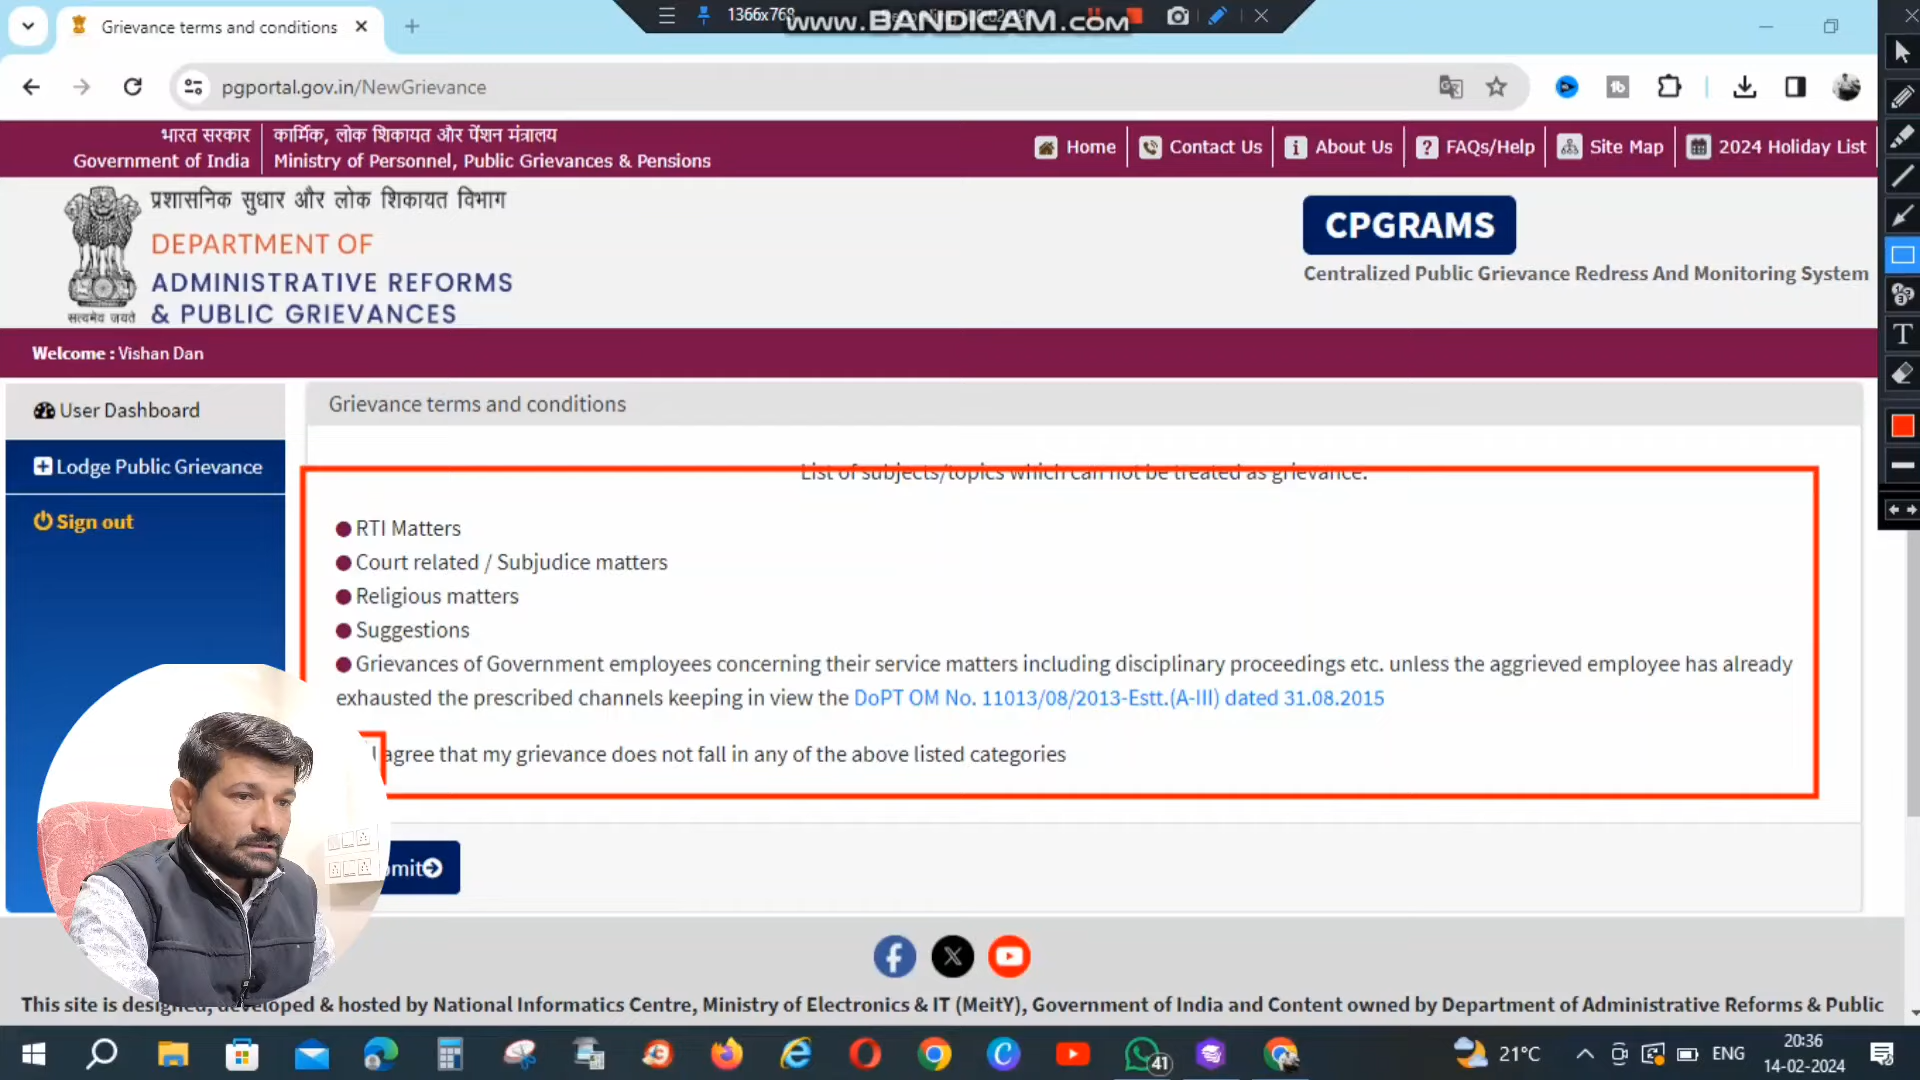 Grievance terms and conditions
1366x768
www.BANDICAM.com
pgportal.gov.in/NewGrievance
भारत सरकार
Government of India
कार्मिक, लोक शिकायत और पेंशन मंत्रालय
Ministry of Personnel, Public Grievances & Pensions
Home
Contact Us
About Us
FAQs/Help
Site Map
2024 Holiday List
प्रशासनिक सुधार और लोक शिकायत विभाग
DEPARTMENT OF
ADMINISTRATIVE REFORMS
& PUBLIC GRIEVANCES
सत्यमेव जयते
CPGRAMS
Centralized Public Grievance Redress And Monitoring System
Welcome : Vishan Dan
User Dashboard
Lodge Public Grievance
Sign out
Grievance terms and conditions
List of subjects/topics which can not be treated as grievance.
RTI Matters
Court related / Subjudice matters
Religious matters
Suggestions
Grievances of Government employees concerning their service matters including disciplinary proceedings etc. unless the aggrieved employee has already
exhausted the prescribed channels keeping in view the DoPT OM No. 11013/08/2013-Estt.(A-III) dated 31.08.2015
I agree that my grievance does not fall in any of the above listed categories
mit
This site is designed, developed & hosted by National Informatics Centre, Ministry of Electronics & IT (MeitY), Government of India and Content owned by Department of Administrative Reforms & Public
41
21°C
ENG
20:36
14-02-2024